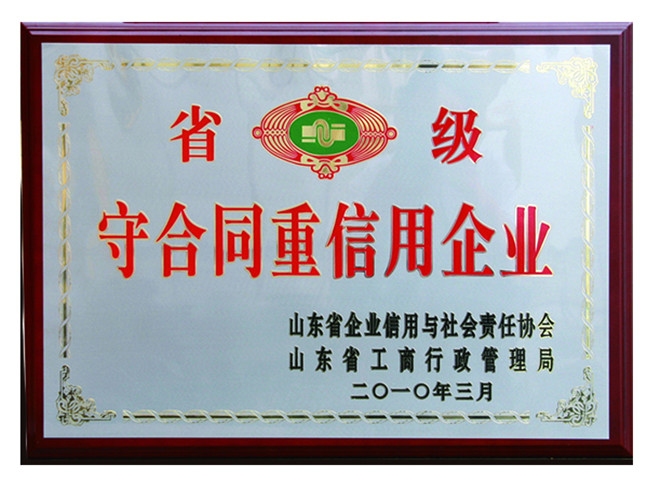 省 级
守合同重信用企业
山东省企业信用与社会责任协会
山东省工商行政管理局
二〇一〇年三月